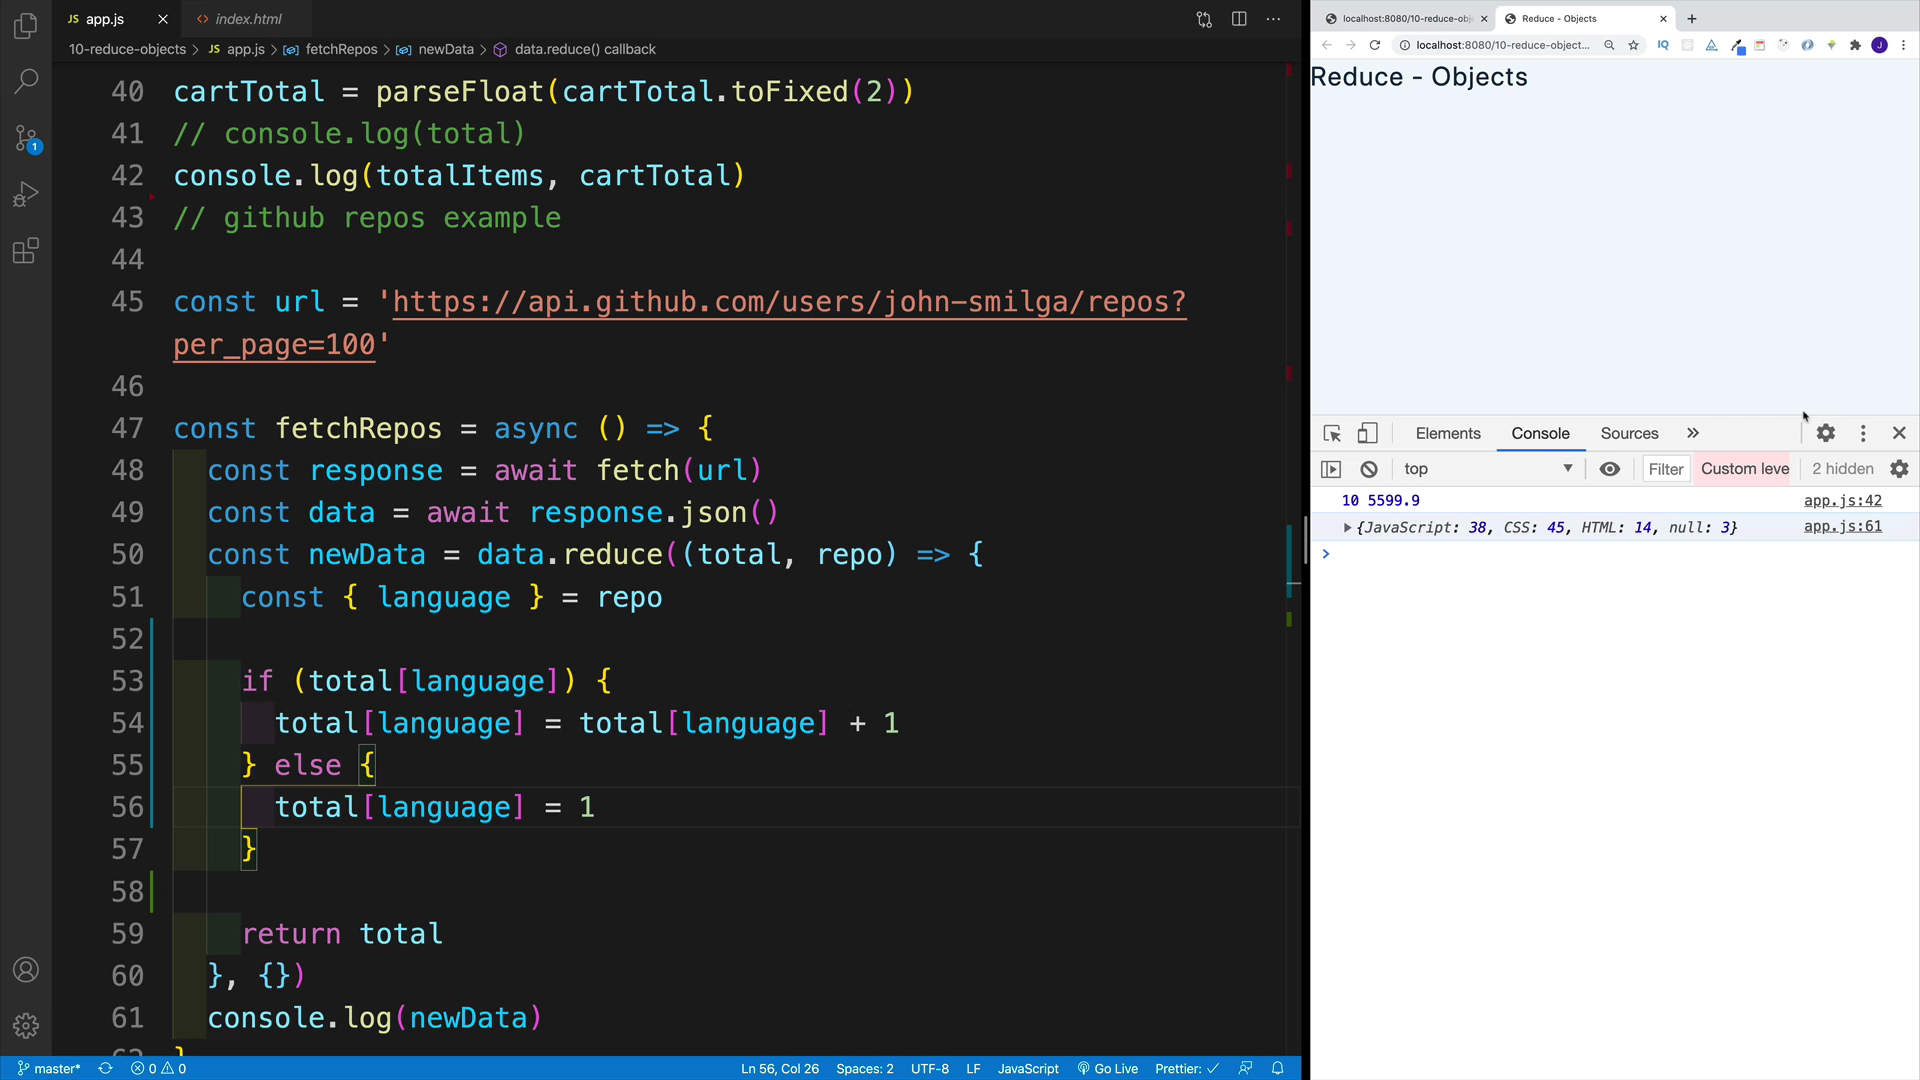 JS app.js
<> index.html
10-reduce-objects > JS app.js > fetchRepos > newData > data.reduce() callback
40 cartTotal = parseFloat(cartTotal.toFixed(2))
41 // console.log(total)
42 console.log(totalItems, cartTotal)
43 // github repos example
44
45 const url = 'https://api.github.com/users/john-smilga/repos?
per_page=100'
46
47 const fetchRepos = async () => {
48 const response = await fetch(url)
49 const data = await response.json()
50 const newData = data.reduce((total, repo) => {
51 const { language } = repo
52
53 if (total[language]) {
54 total[language] = total[language] + 1
55 } else {
56 total[language] = 1
57 }
58
59 return total
60 }, {})
61 console.log(newData)
1
master*
0 0
Ln 56, Col 26
Spaces: 2
UTF-8
LF
JavaScript
Go Live
Prettier: ✓
localhost:8080/10-reduce-obj
Reduce - Objects
localhost:8080/10-reduce-object...
IQ
J
Reduce - Objects
Elements
Console
Sources
top
Filter
Custom leve
2 hidden
10 5599.9 app.js:42
{JavaScript: 38, CSS: 45, HTML: 14, null: 3} app.js:61